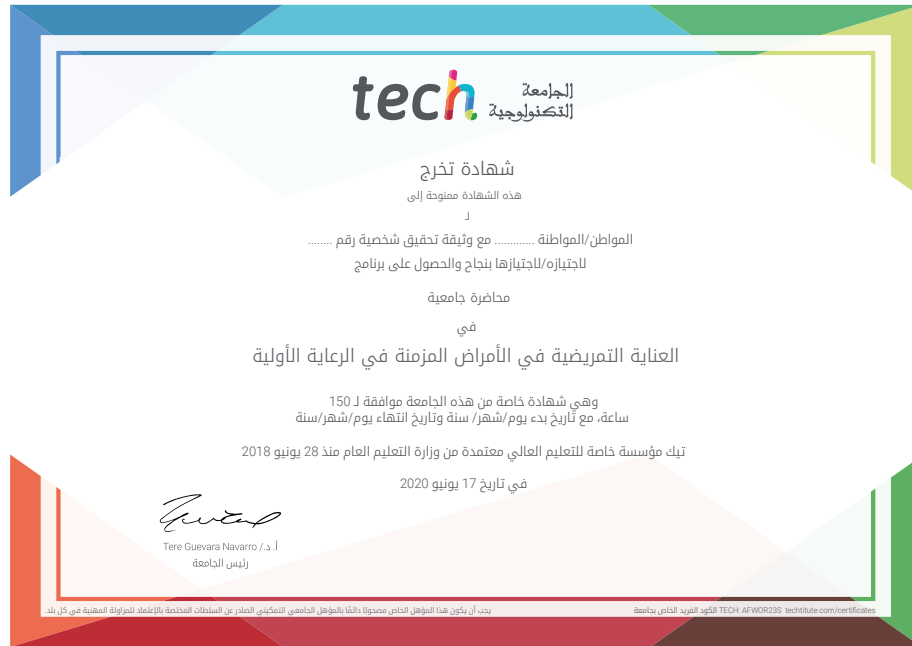 tech الجامعة
التكنولوجية
شهادة تخرج
هذه الشهادة ممنوحة إلى
لـ
المواطن/المواطنة ............ مع وثيقة تحقيق شخصية رقم ........
لاجتيازه/لاجتيازها بنجاح والحصول على برنامج
محاضرة جامعية
في
العناية التمريضية في الأمراض المزمنة في الرعاية الأولية
وهي شهادة خاصة من هذه الجامعة موافقة لـ 150
ساعة، مع تاريخ بدء يوم/شهر/ سنة وتاريخ انتهاء يوم/شهر/سنة
تيك مؤسسة خاصة للتعليم العالي معتمدة من وزارة التعليم العام منذ 28 يونيو 2018
في تاريخ 17 يونيو 2020
أ. د./ Tere Guevara Navarro
رئيس الجامعة
يجب أن يكون هذا المؤهل الخاص مصحوبًا دائمًا بالمؤهل الجامعي التمكيني الصادر عن السلطات المختصة بالإعتماد للمزاولة المهنية في كل بلد.
الكود الفريد الخاص بجامعة TECH: AFWOR23S techtitute.com/certificates